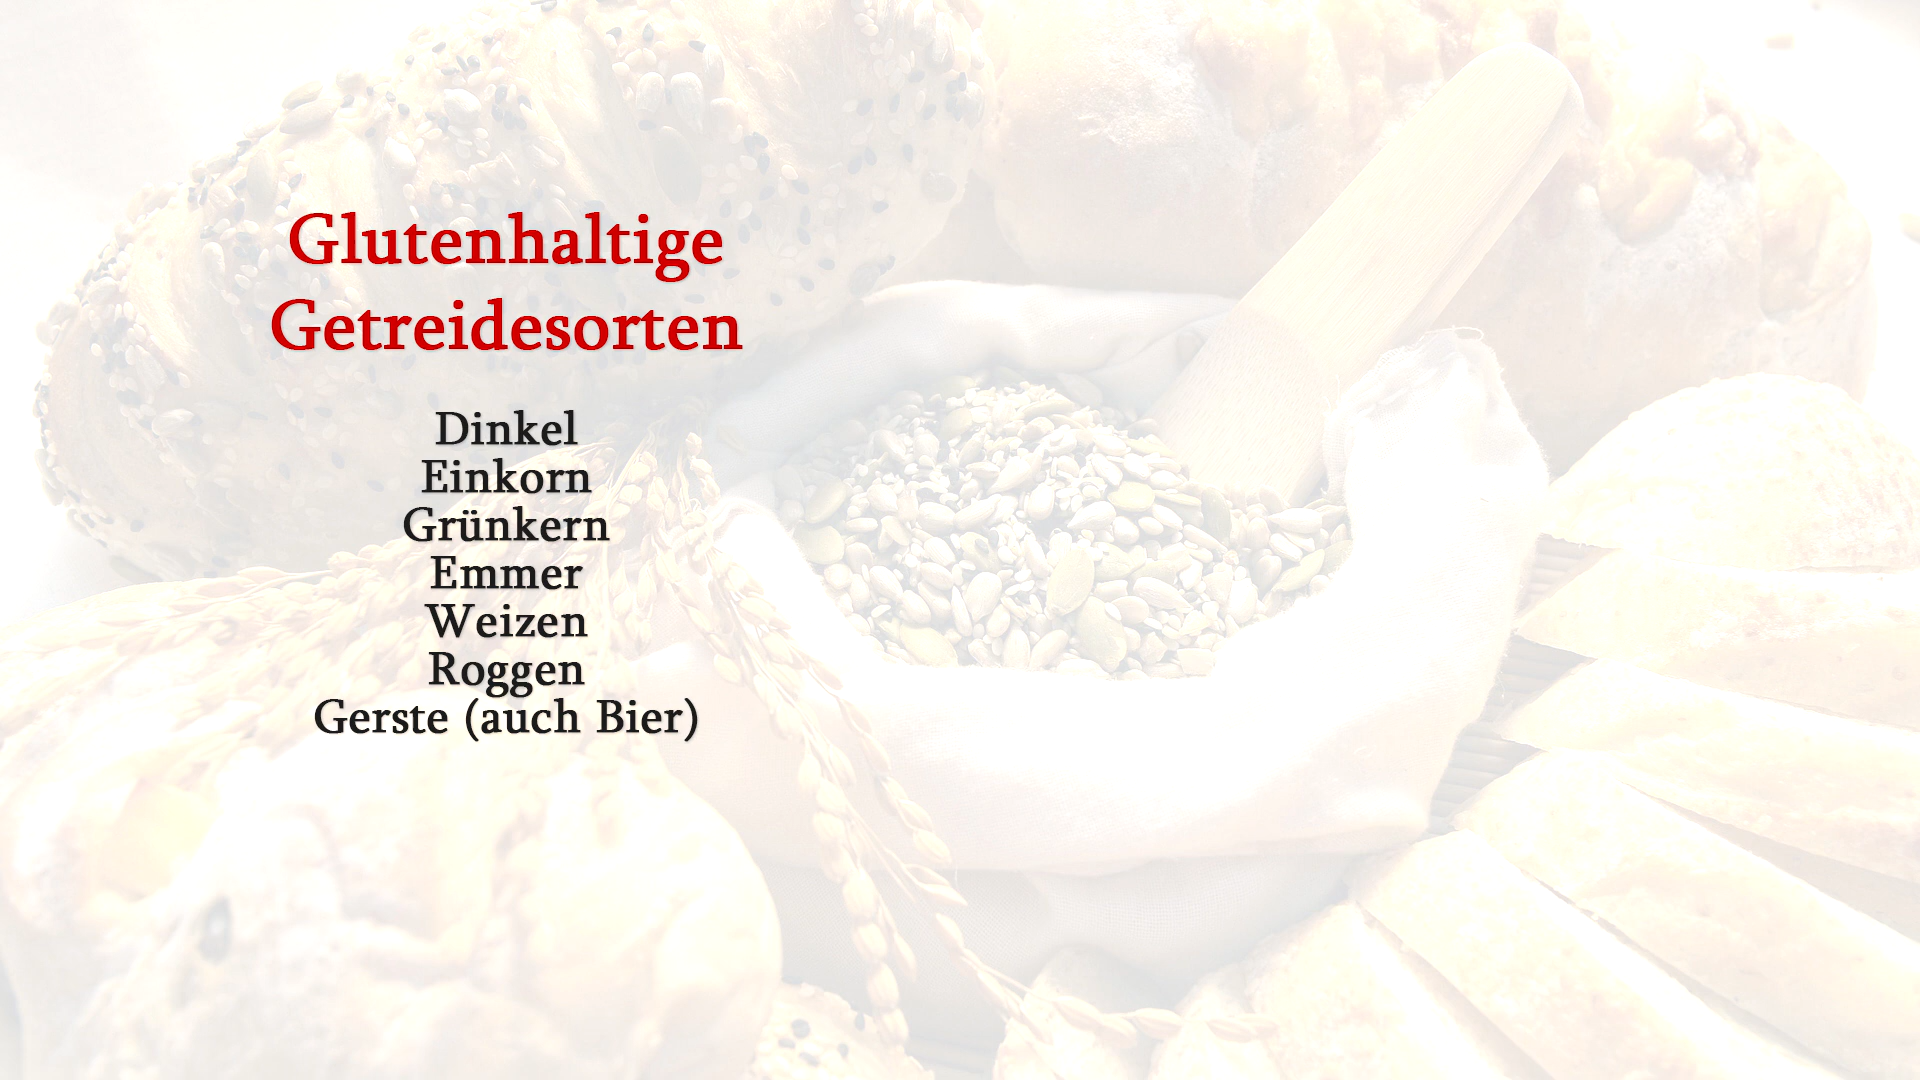 Glutenhaltige
Getreidesorten
Dinkel
Einkorn
Grünkern
Emmer
Weizen
Roggen
Gerste (auch Bier)